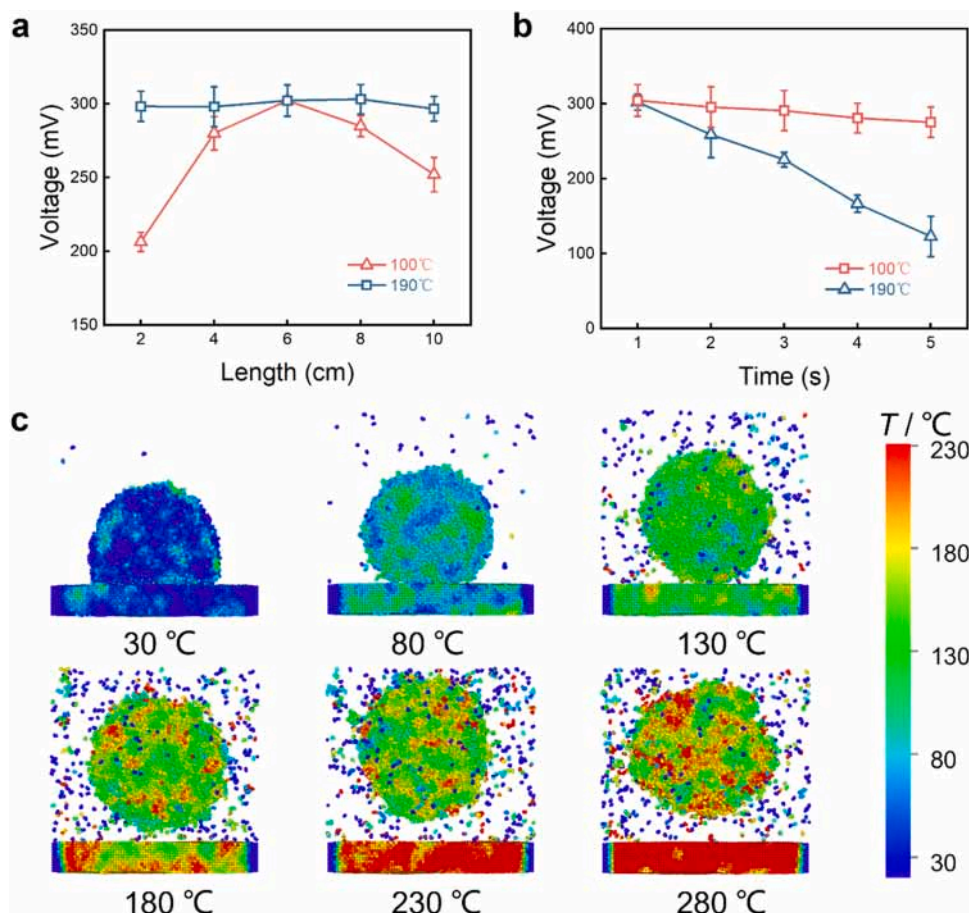 a
350
300
250
200
150
Voltage (mV)
100℃
190℃
2 4 6 8 10
Length (cm)
b
400
300
200
100
0
Voltage (mV)
100℃
190℃
1 2 3 4 5
Time (s)
c
30 ℃
80 ℃
130 ℃
180 ℃
230 ℃
280 ℃
T / ℃
230
180
130
80
30